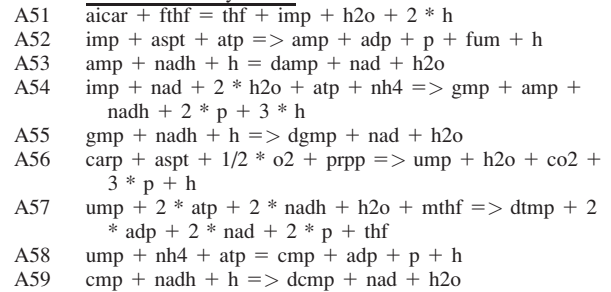 A51 aicar + fthf = thf + imp + h2o + 2 * h
A52 imp + aspt + atp => amp + adp + p + fum + h
A53 amp + nadh + h = damp + nad + h2o
A54 imp + nad + 2 * h2o + atp + nh4 => gmp + amp +
nadh + 2 * p + 3 * h
A55 gmp + nadh + h => dgmp + nad + h2o
A56 carp + aspt + 1/2 * o2 + prpp => ump + h2o + co2 +
3 * p + h
A57 ump + 2 * atp + 2 * nadh + h2o + mthf => dtmp + 2
* adp + 2 * nad + 2 * p + thf
A58 ump + nh4 + atp = cmp + adp + p + h
A59 cmp + nadh + h => dcmp + nad + h2o